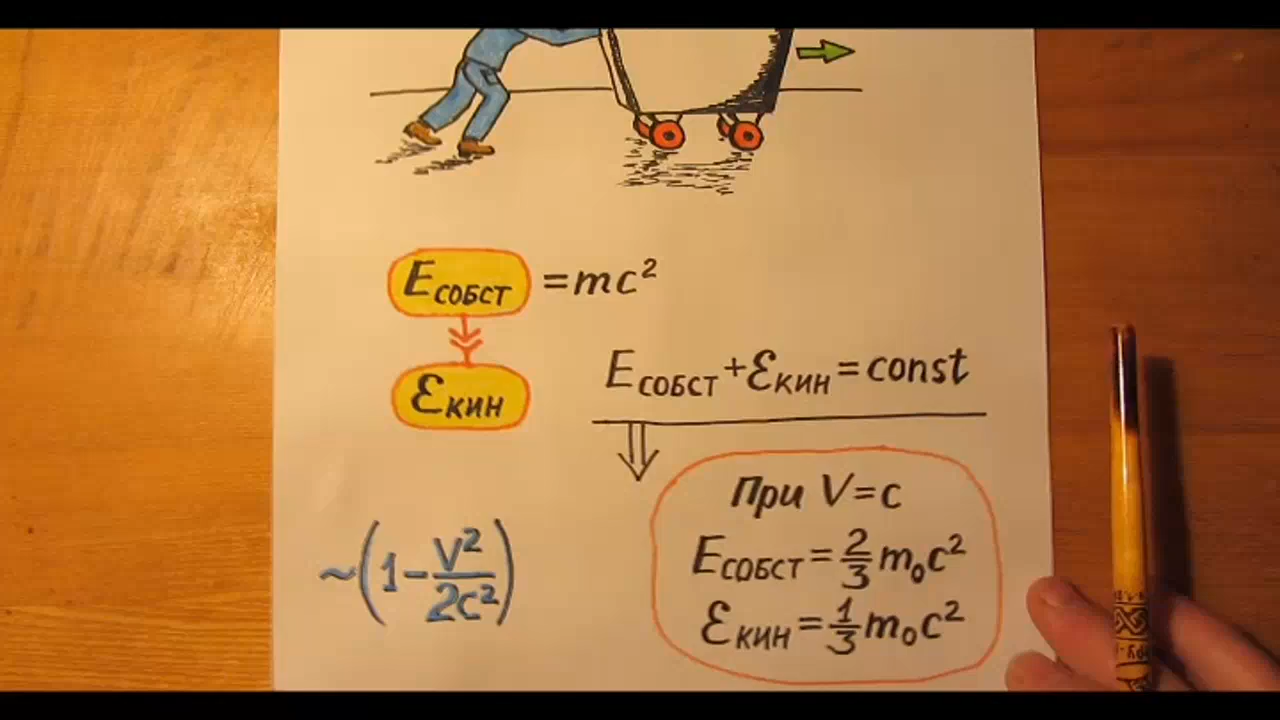 Eсобст = mc²
Ɛкин
Eсобст + Ɛкин = const
При V = c
Eсобст = 2/3 m₀c²
Ɛкин = 1/3 m₀c²
~(1 - V²/2c²)